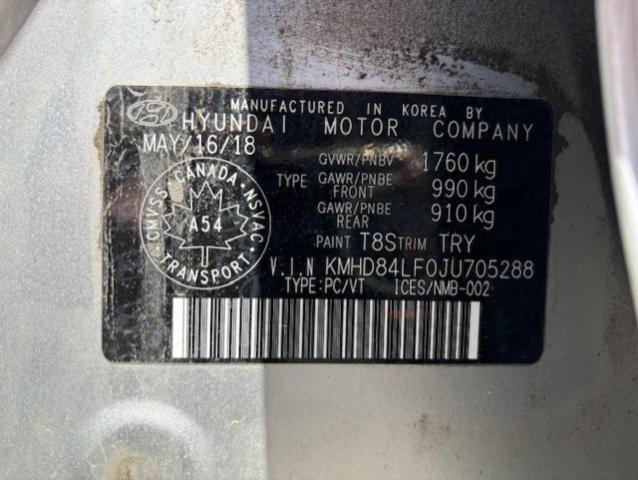 MANUFACTURED IN KOREA BY
HYUNDAI MOTOR COMPANY
MAY/16/18
GVWR/PNBV 1760 kg
TYPE GAWR/PNBE FRONT 990 kg
GAWR/PNBE REAR 910 kg
PAINT T8S TRIM TRY
V.I.N KMHD84LF0JU705288
TYPE:PC/VT ICES/NMB-002
CANADA
CMVSS NSVAC
A54
TRANSPORT